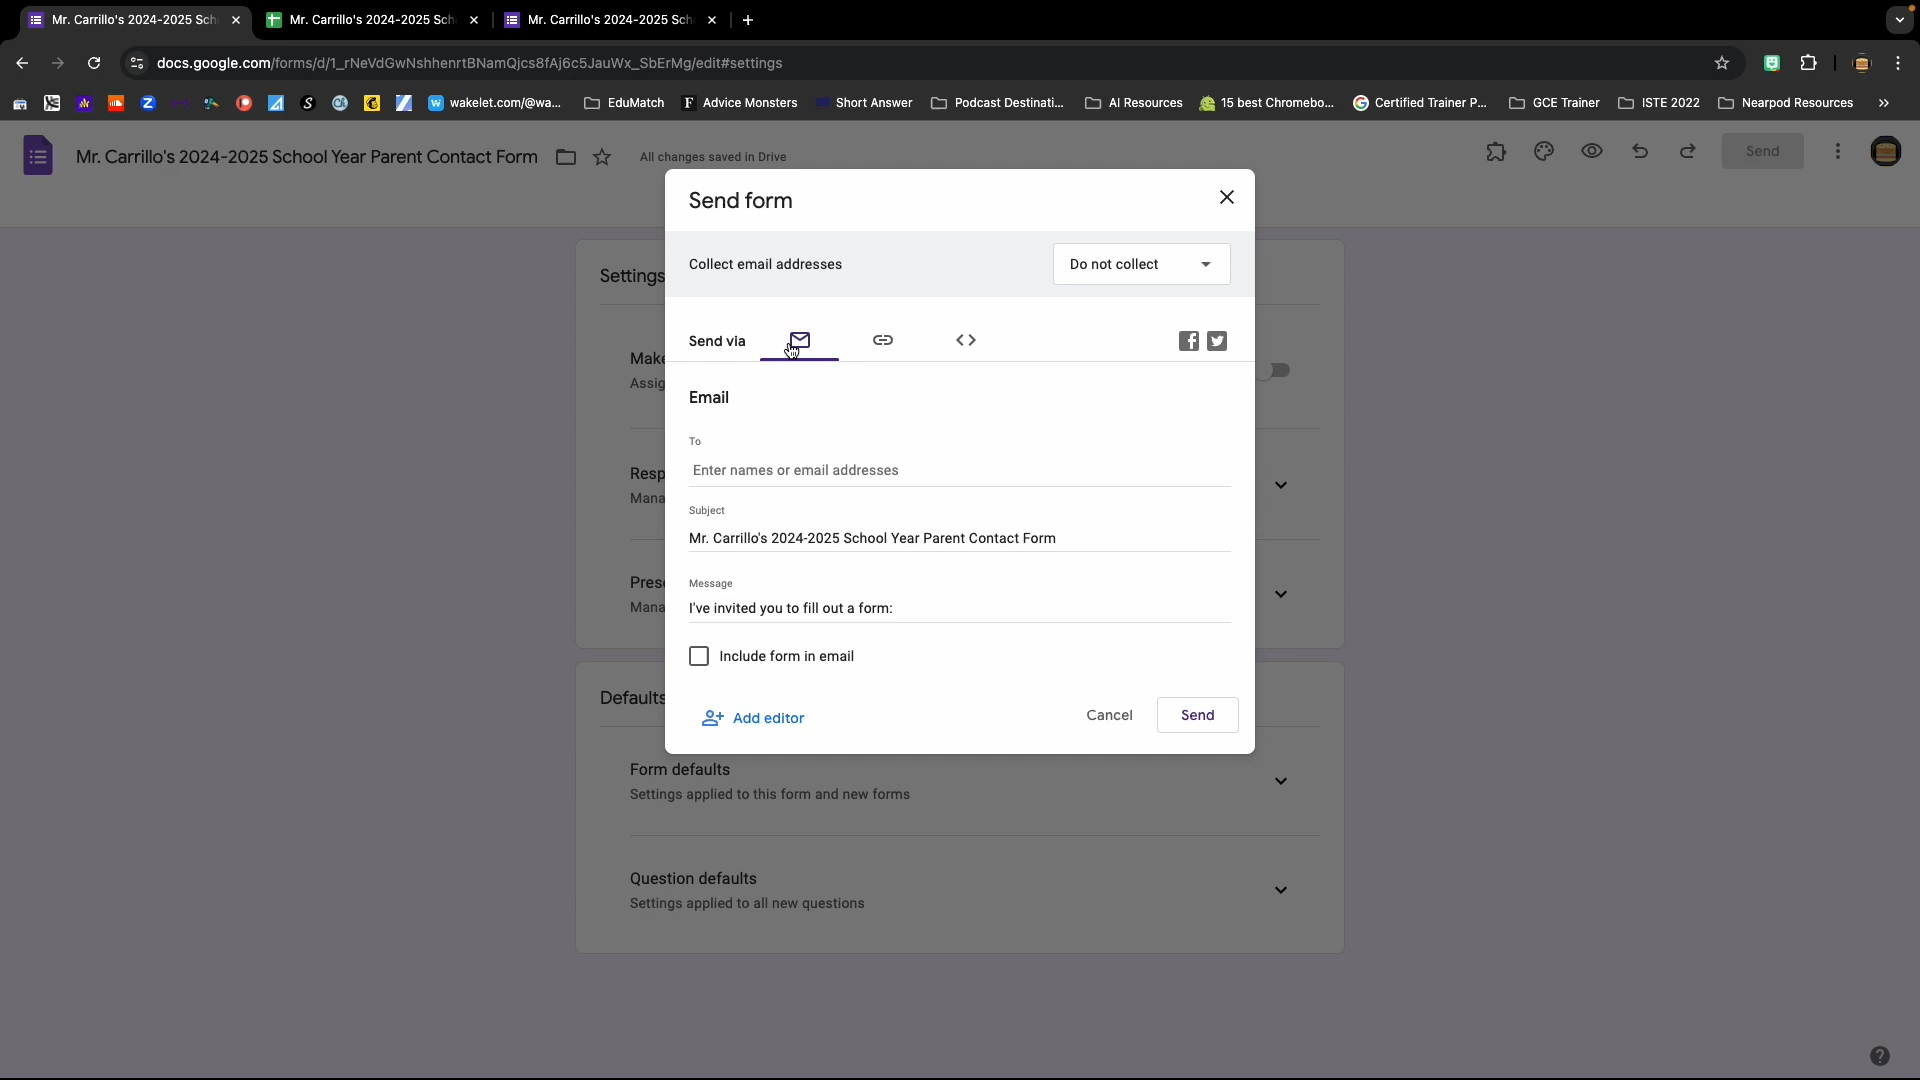 Mr. Carrillo's 2024-2025 Sch
Mr. Carrillo's 2024-2025 Sch
Mr. Carrillo's 2024-2025 Sch
docs.google.com/forms/d/1_rNeVdGwNshhenrtBNamQjcs8fAj6c5JauWx_SbErMg/edit#settings
wakelet.com/@wa...
EduMatch
Advice Monsters
Short Answer
Podcast Destinati...
AI Resources
15 best Chromebo...
Certified Trainer P...
GCE Trainer
ISTE 2022
Nearpod Resources
Mr. Carrillo's 2024-2025 School Year Parent Contact Form
All changes saved in Drive
Send
Send form
Collect email addresses
Do not collect
Settings
Send via
Make
Assig
Email
To
Enter names or email addresses
Resp
Mana
Subject
Mr. Carrillo's 2024-2025 School Year Parent Contact Form
Prese
Mana
Message
I've invited you to fill out a form:
Include form in email
Defaults
Add editor
Cancel
Send
Form defaults
Settings applied to this form and new forms
Question defaults
Settings applied to all new questions